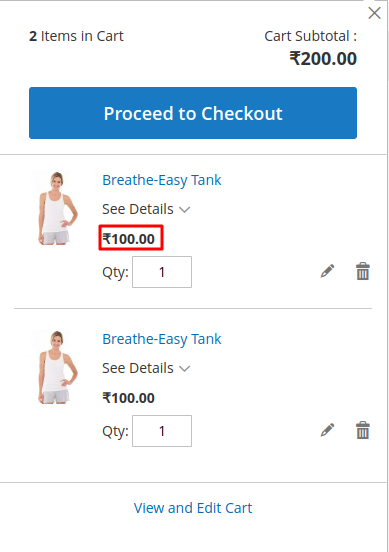 2 Items in Cart
Cart Subtotal :
₹200.00
Proceed to Checkout
Breathe-Easy Tank
See Details
₹100.00
Qty: 1
Breathe-Easy Tank
See Details
₹100.00
Qty: 1
View and Edit Cart